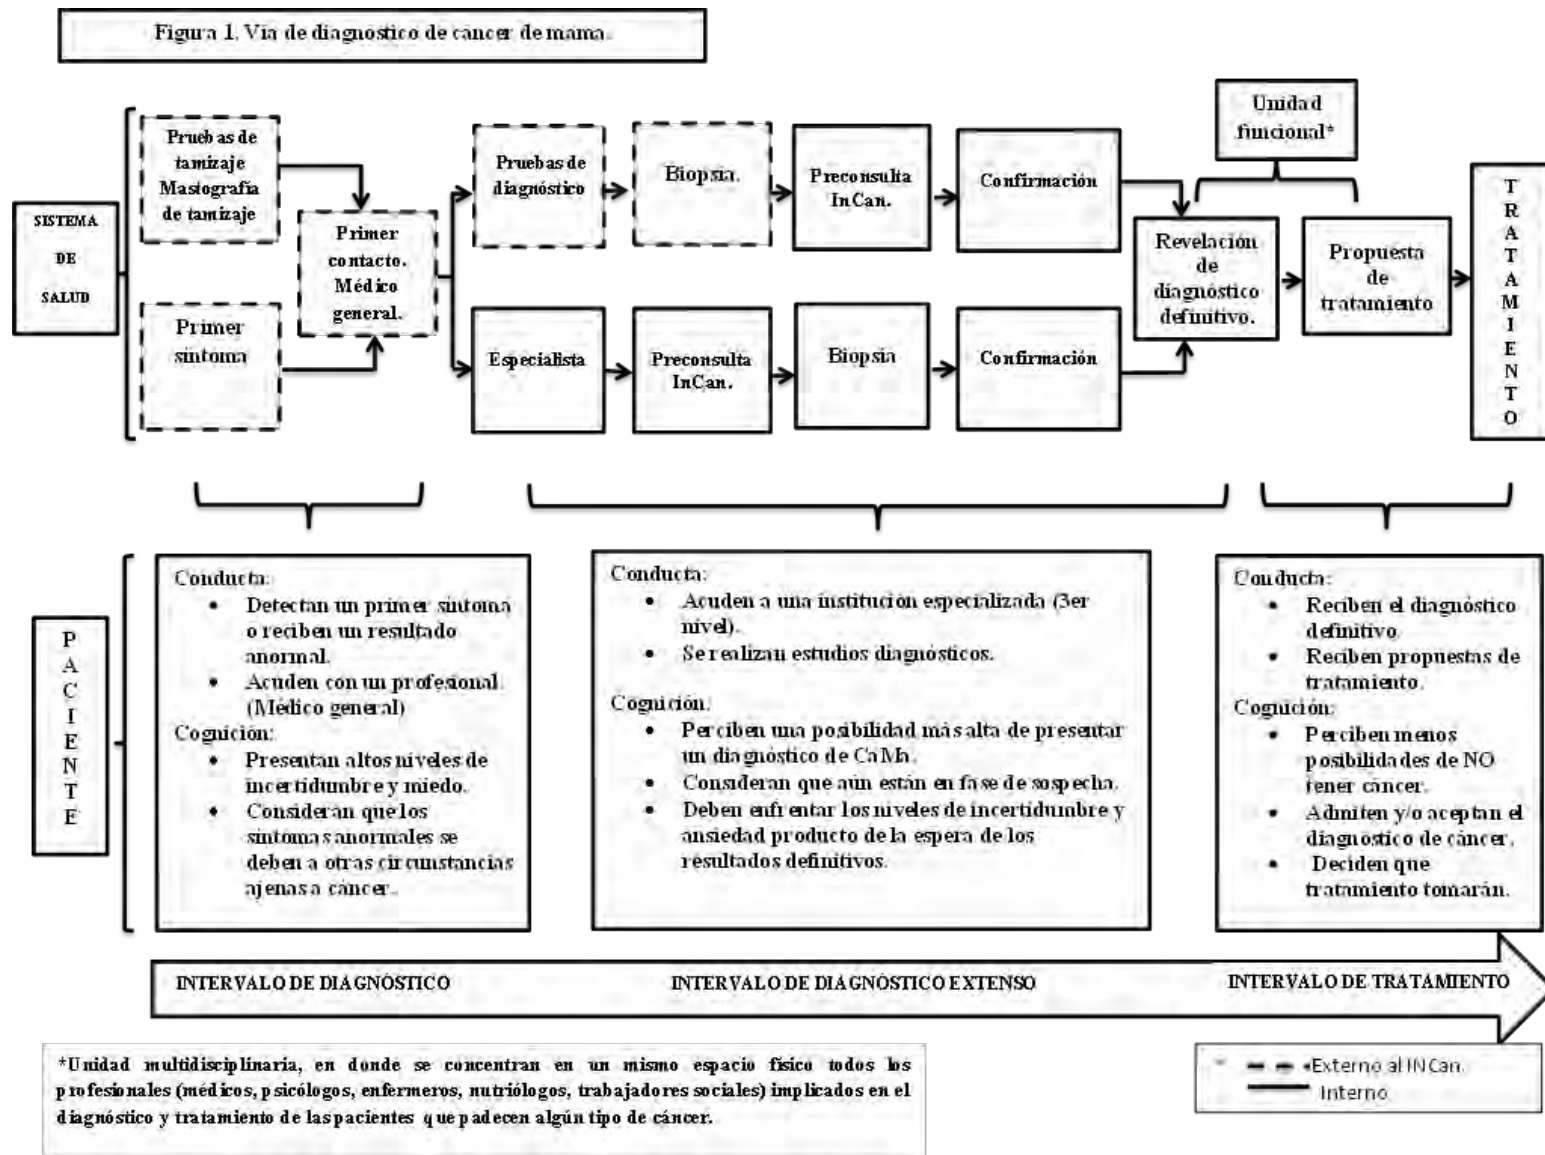 Figura 1. Vía de diagnóstico de cáncer de mama.
SISTEMA
DE
SALUD
Pruebas de
tamizaje
Mastografía
de tamizaje
Primer
síntoma
Primer
contacto.
Médico
general.
Pruebas de
diagnóstico
Biopsia.
Preconsulta
InCan.
Confirmación
Especialista
Preconsulta
InCan.
Biopsia
Confirmación
Unidad
funcional*
Revelación
de
diagnóstico
definitivo.
Propuesta
de
tratamiento
T
R
A
T
A
M
I
E
N
T
O
P
A
C
I
E
N
T
E
Conducta:
• Detectan un primer síntoma
o reciben un resultado
anormal.
• Acuden con un profesional.
(Médico general)
Cognición:
• Presentan altos niveles de
incertidumbre y miedo.
• Consideran que los
síntomas anormales se
deben a otras circunstancias
ajenas a cáncer.
Conducta:
• Acuden a una institución especializada (3er
nivel).
• Se realizan estudios diagnósticos.
Cognición.
• Perciben una posibilidad más alta de presentar
un diagnóstico de CaMa.
• Consideran que aún están en fase de sospecha.
• Deben enfrentar los niveles de incertidumbre y
ansiedad producto de la espera de los
resultados definitivos.
Conducta:
• Reciben el diagnóstico
definitivo.
• Reciben propuestas de
tratamiento.
Cognición:
• Perciben menos
posibilidades de NO
tener cáncer.
• Admiten y/o aceptan el
diagnóstico de cáncer.
• Deciden que
tratamiento tomarán.
INTERVALO DE DIAGNÓSTICO
INTERVALO DE DIAGNÓSTICO EXTENSO
INTERVALO DE TRATAMIENTO
*Unidad multidisciplinaria, en donde se concentran en un mismo espacio físico todos los
profesionales (médicos, psicólogos, enfermeros, nutriólogos, trabajadores sociales) implicados en el
diagnóstico y tratamiento de las pacientes que padecen algún tipo de cáncer.
Externo al INCan.
Interno